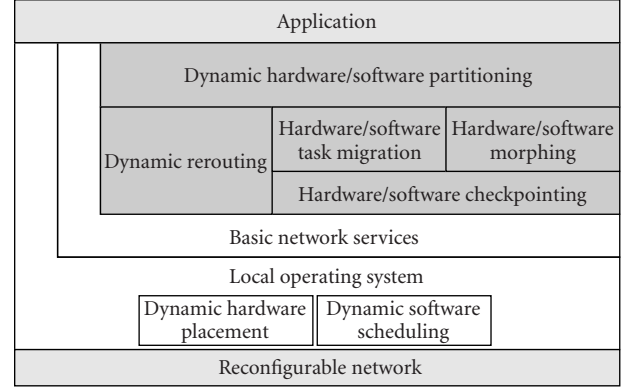 Application
Dynamic hardware/software partitioning
Dynamic rerouting
Hardware/software
task migration
Hardware/software
morphing
Hardware/software checkpointing
Basic network services
Local operating system
Dynamic hardware
placement
Dynamic software
scheduling
Reconfigurable network